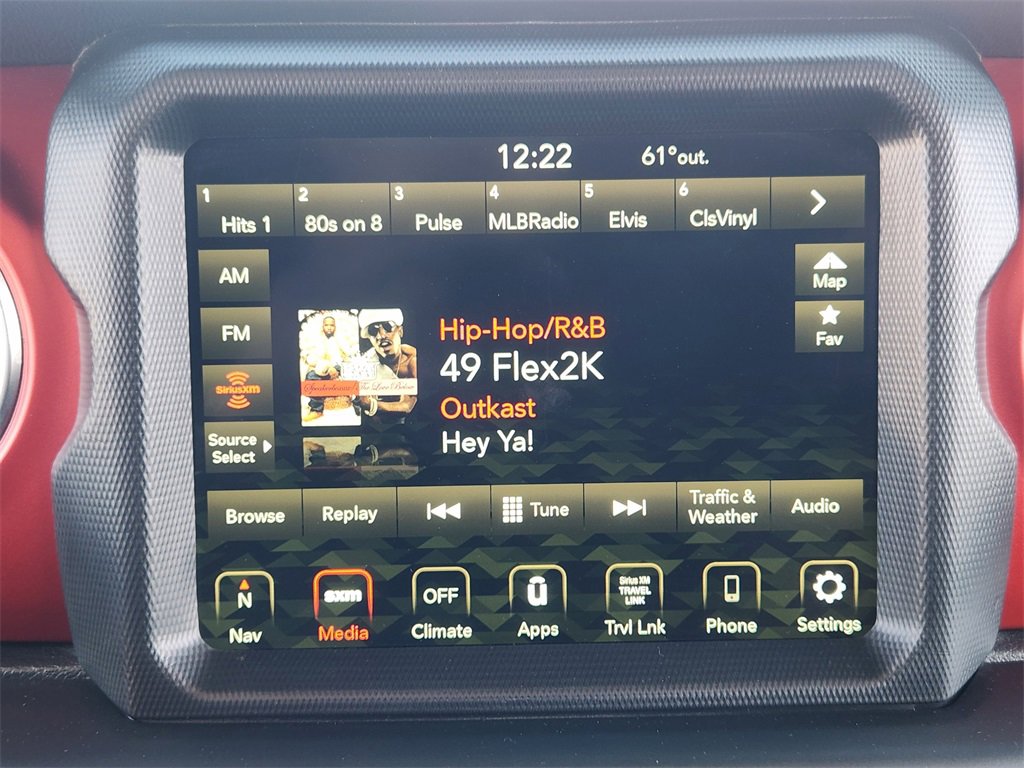 12:22
61°out.
1
Hits 1
2
80s on 8
3
Pulse
4
MLBRadio
5
Elvis
6
ClsVinyl
AM
Map
FM
Fav
SiriusXM
Source
Select
Speakerboxxx
The Love Below
Hip-Hop/R&B
49 Flex2K
Outkast
Hey Ya!
Browse
Replay
Tune
Traffic &
Weather
Audio
N
Nav
sxm
Media
OFF
Climate
ū
Apps
Sirius XM
TRAVEL
LINK
Trvl Lnk
Phone
Settings